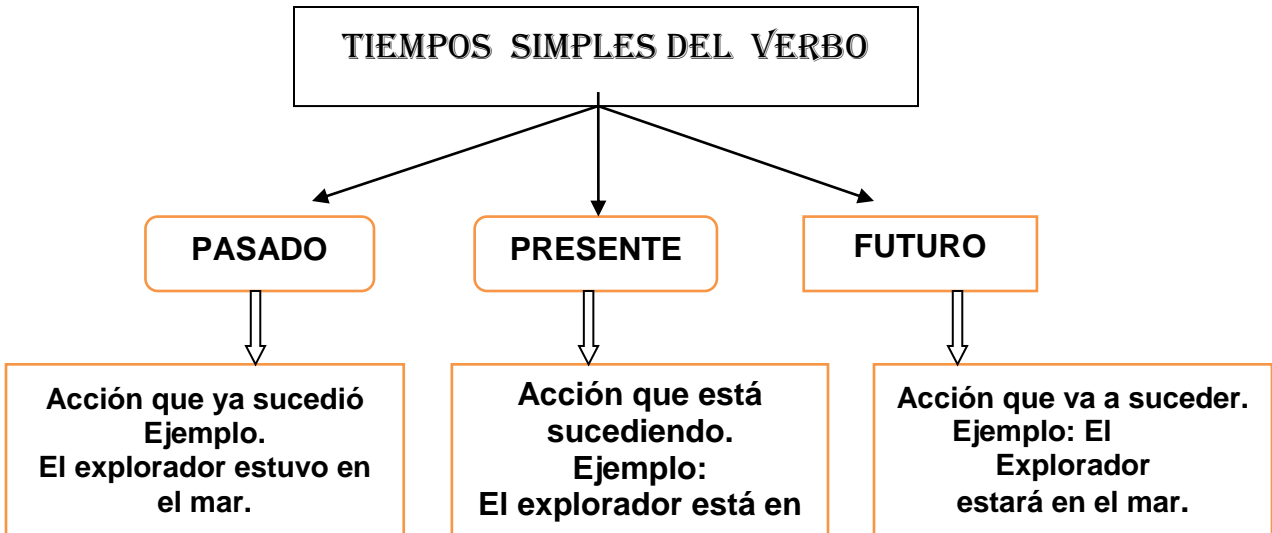 TIEMPOS SIMPLES DEL VERBO
PASADO
PRESENTE
FUTURO
Acción que ya sucedió
Ejemplo.
El explorador estuvo en
el mar.
Acción que está
sucediendo.
Ejemplo:
El explorador está en
Acción que va a suceder.
Ejemplo: El
Explorador
estará en el mar.